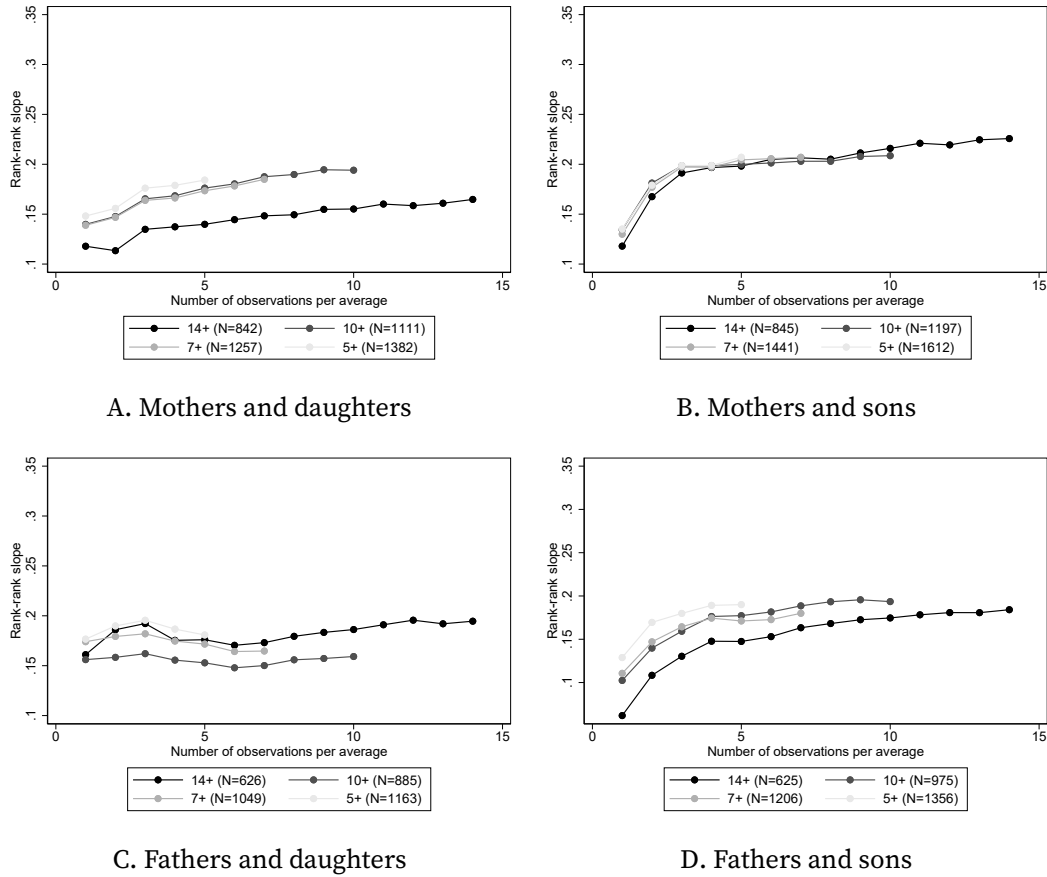 .35
.3
.25
.2
.15
.1
Rank-rank slope
0 5 10 15
Number of observations per average
14+ (N=842) 10+ (N=1111)
7+ (N=1257) 5+ (N=1382)
A. Mothers and daughters
.35
.3
.25
.2
.15
.1
Rank-rank slope
0 5 10 15
Number of observations per average
14+ (N=845) 10+ (N=1197)
7+ (N=1441) 5+ (N=1612)
B. Mothers and sons
.35
.3
.25
.2
.15
.1
Rank-rank slope
0 5 10 15
Number of observations per average
14+ (N=626) 10+ (N=885)
7+ (N=1049) 5+ (N=1163)
C. Fathers and daughters
.35
.3
.25
.2
.15
.1
Rank-rank slope
0 5 10 15
Number of observations per average
14+ (N=625) 10+ (N=975)
7+ (N=1206) 5+ (N=1356)
D. Fathers and sons